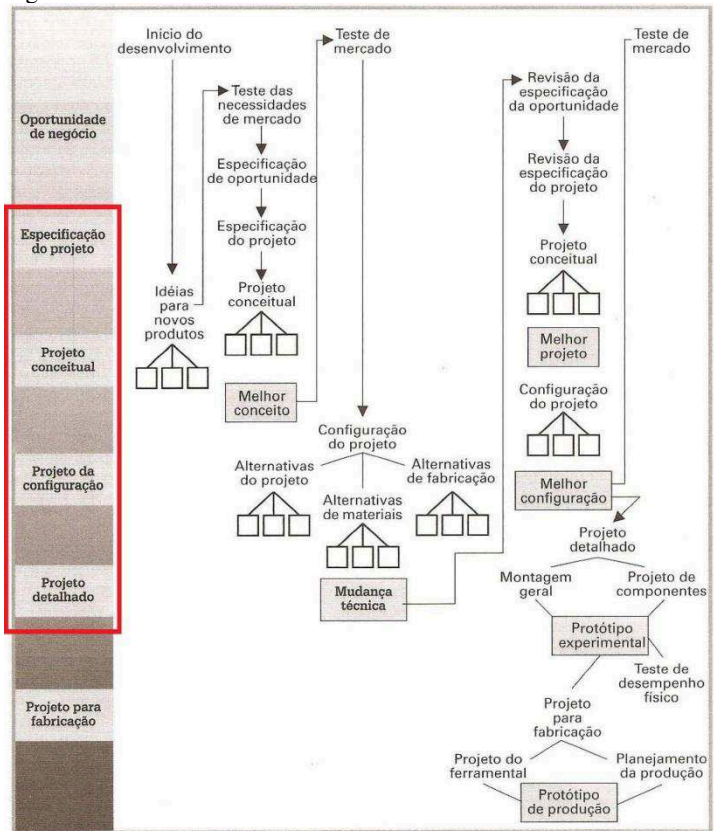 Oportunidade
de negócio
Especificação
do projeto
Projeto
conceitual
Projeto da
configuração
Projeto
detalhado
Projeto para
fabricação
Início do
desenvolvimento
Idéias
para
novos
produtos
Teste das
necessidades
de mercado
Especificação
de oportunidade
Especificação
do projeto
Projeto
conceitual
Melhor
conceito
Teste de
mercado
Configuração
do projeto
Alternativas
do projeto
Alternativas
de materiais
Alternativas
de fabricação
Mudança
técnica
Revisão da
especificação
da oportunidade
Revisão da
especificação
do projeto
Projeto
conceitual
Melhor
projeto
Configuração
do projeto
Melhor
configuração
Teste de
mercado
Projeto
detalhado
Montagem
geral
Projeto de
componentes
Protótipo
experimental
Teste de
desempenho
físico
Projeto
para
fabricação
Projeto do
ferramental
Planejamento
da produção
Protótipo
de produção